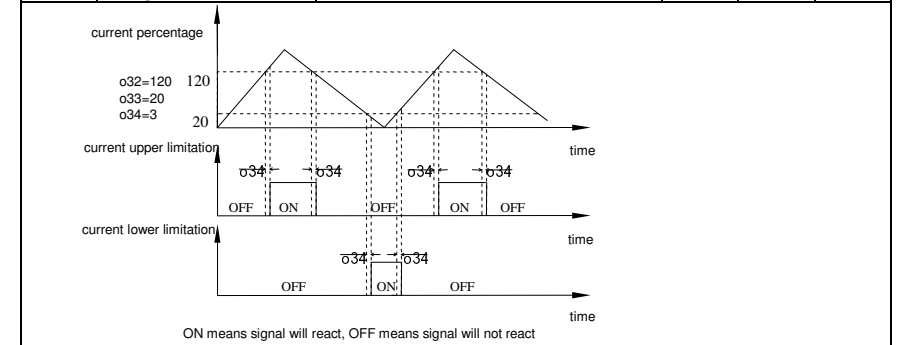 current percentage
o32=120
120
o33=20
o34=3
20
time
current upper limitation
o34
o34
o34
o34
OFF
ON
OFF
ON
OFF
time
current lower limitation
o34
o34
OFF
ON
OFF
time
ON means signal will react, OFF means signal will not react